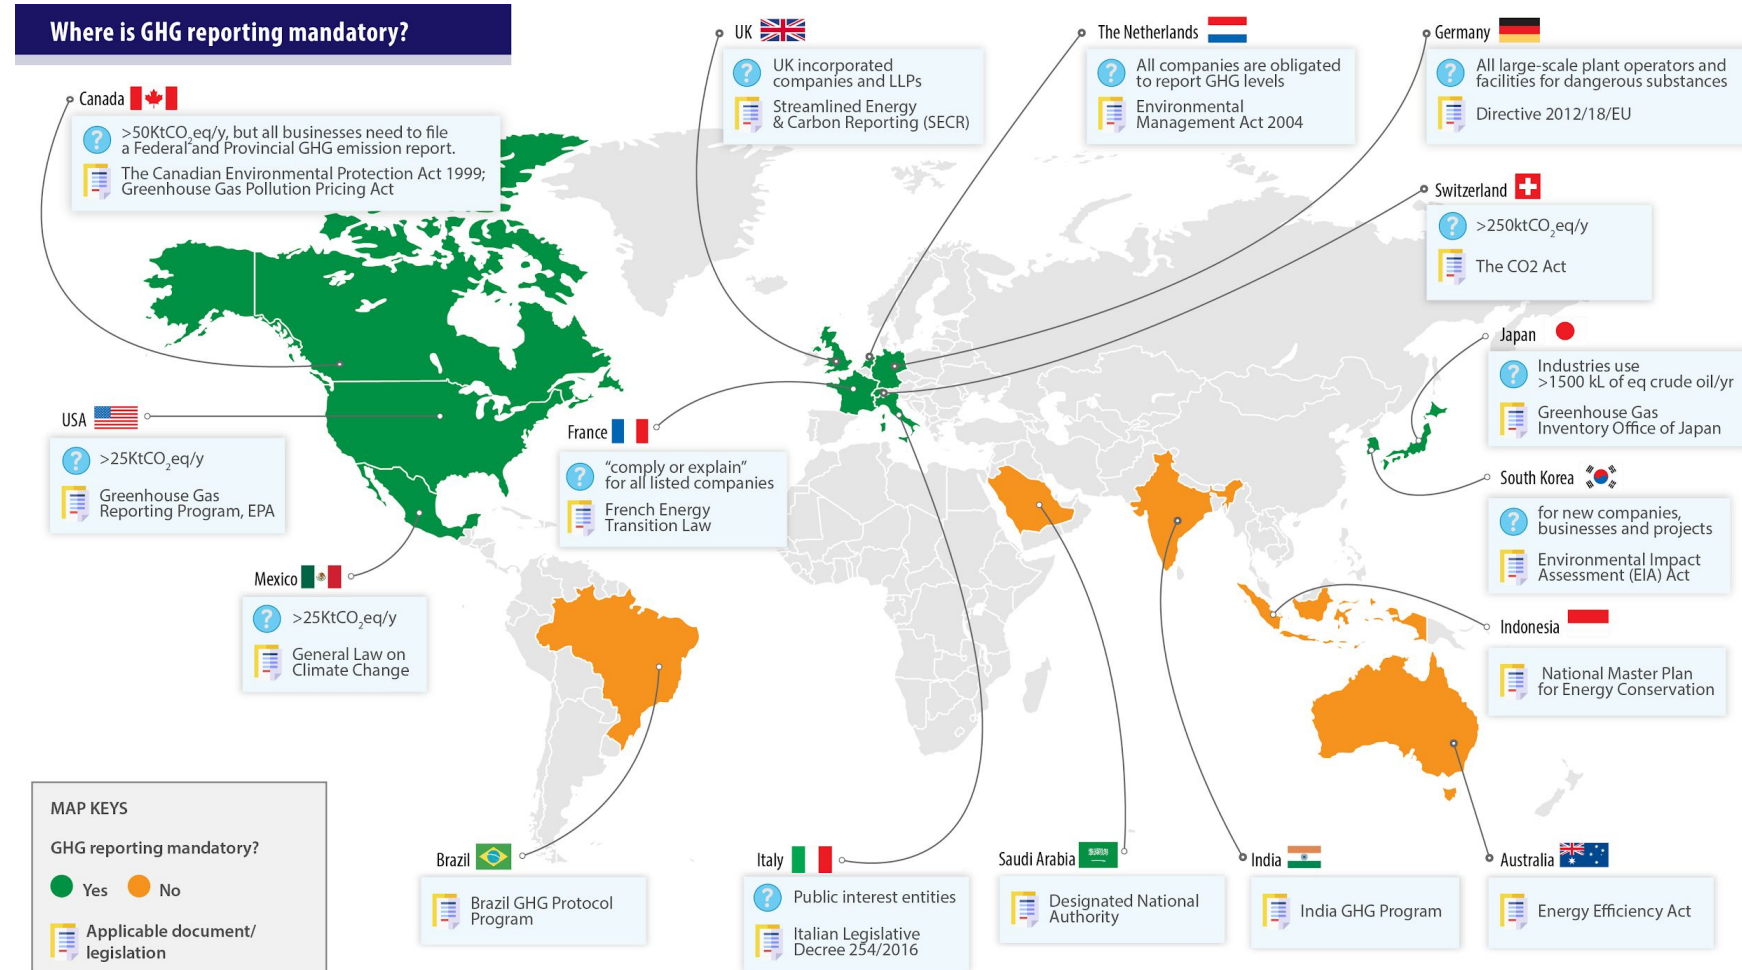 Where is GHG reporting mandatory?
Canada
>50KtCO2eq/y, but all businesses need to file
a Federal and Provincial GHG emission report.
The Canadian Environmental Protection Act 1999;
Greenhouse Gas Pollution Pricing Act
UK
UK incorporated
companies and LLPs
Streamlined Energy
& Carbon Reporting (SECR)
The Netherlands
All companies are obligated
to report GHG levels
Environmental
Management Act 2004
Germany
All large-scale plant operators and
facilities for dangerous substances
Directive 2012/18/EU
Switzerland
>250ktCO2eq/y
The CO2 Act
Japan
Industries use
>1500 kL of eq crude oil/yr
Greenhouse Gas
Inventory Office of Japan
USA
>25KtCO2eq/y
Greenhouse Gas
Reporting Program, EPA
France
“comply or explain”
for all listed companies
French Energy
Transition Law
South Korea
for new companies,
businesses and projects
Environmental Impact
Assessment (EIA) Act
Mexico
>25KtCO2eq/y
General Law on
Climate Change
Indonesia
National Master Plan
for Energy Conservation
Brazil
Brazil GHG Protocol
Program
Italy
Public interest entities
Italian Legislative
Decree 254/2016
Saudi Arabia
Designated National
Authority
India
India GHG Program
Australia
Energy Efficiency Act
MAP KEYS
GHG reporting mandatory?
Yes No
Applicable document/
legislation